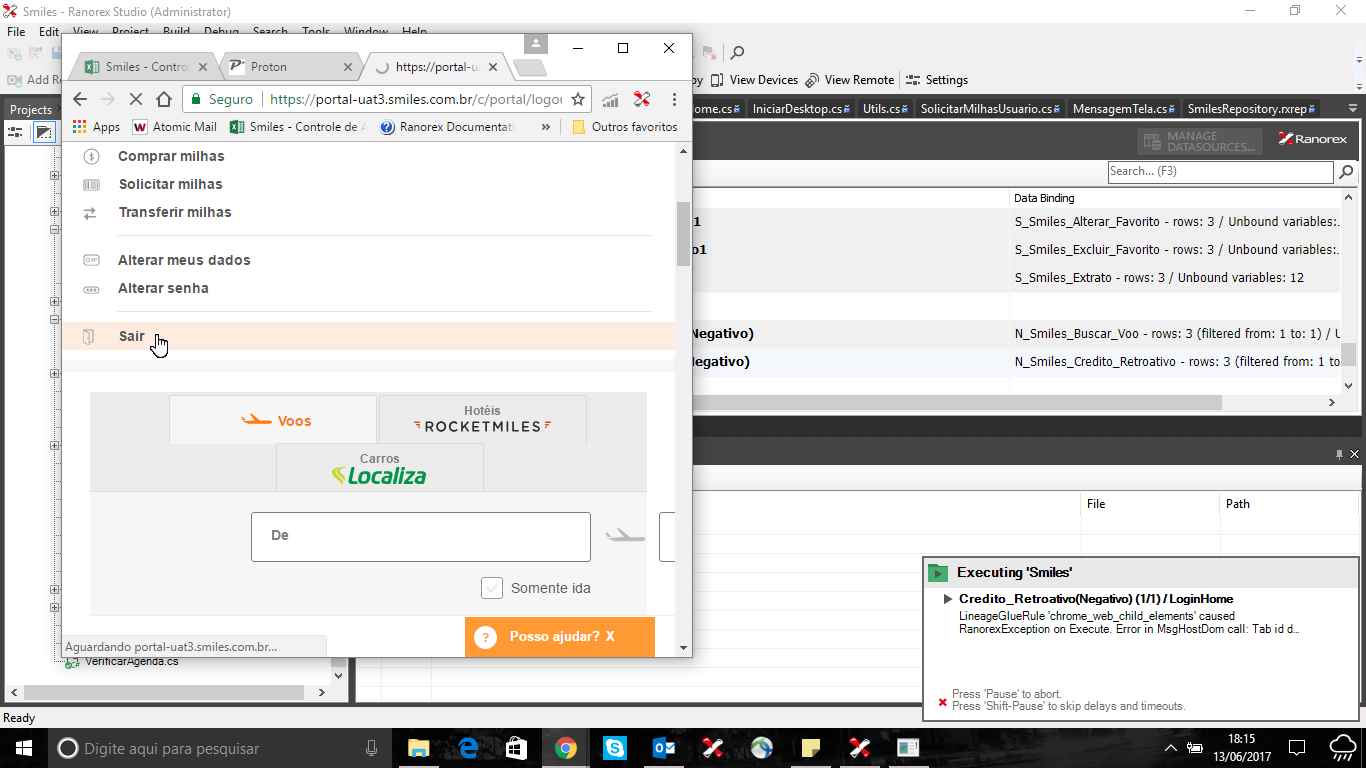 Smiles - Ranorex Studio (Administrator)
File Edit View Project Build Debug Search Tools Window Help
Smiles - Contro
Proton
https://portal-ua
Seguro
https://portal-uat3.smiles.com.br/c/portal/logou
Apps
Atomic Mail
Smiles - Controle de A
Ranorex Documentati
»
Outros favoritos
Add Re
by
View Devices
View Remote
Settings
Projects
ome.cs
IniciarDesktop.cs
Utils.cs
SolicitarMilhasUsuario.cs
MensagemTela.cs
SmilesRepository.rxrep
MANAGE
DATASOURCES...
Ranorex
Search... (F3)
Data Binding
1 S_Smiles_Alterar_Favorito - rows: 3 / Unbound variables:.
o1 S_Smiles_Excluir_Favorito - rows: 3 / Unbound variables:.
S_Smiles_Extrato - rows: 3 / Unbound variables: 12
Negativo) N_Smiles_Buscar_Voo - rows: 3 (filtered from: 1 to: 1) / U
legativo) N_Smiles_Credito_Retroativo - rows: 3 (filtered from: 1 to
Comprar milhas
Solicitar milhas
Transferir milhas
Alterar meus dados
Alterar senha
Sair
Voos
Hotéis
ROCKETMILES
Carros
Localiza
De
Somente ida
? Posso ajudar? X
Aguardando portal-uat3.smiles.com.br...
VerificarAgenda.cs
File
Path
Executing 'Smiles'
Credito_Retroativo(Negativo) (1/1) / LoginHome
LineageGlueRule 'chrome_web_child_elements' caused
RanorexException on Execute. Error in MsgHostDom call: Tab id d...
Press 'Pause' to abort.
Press 'Shift-Pause' to skip delays and timeouts.
Ready
Digite aqui para pesquisar
18:15
13/06/2017